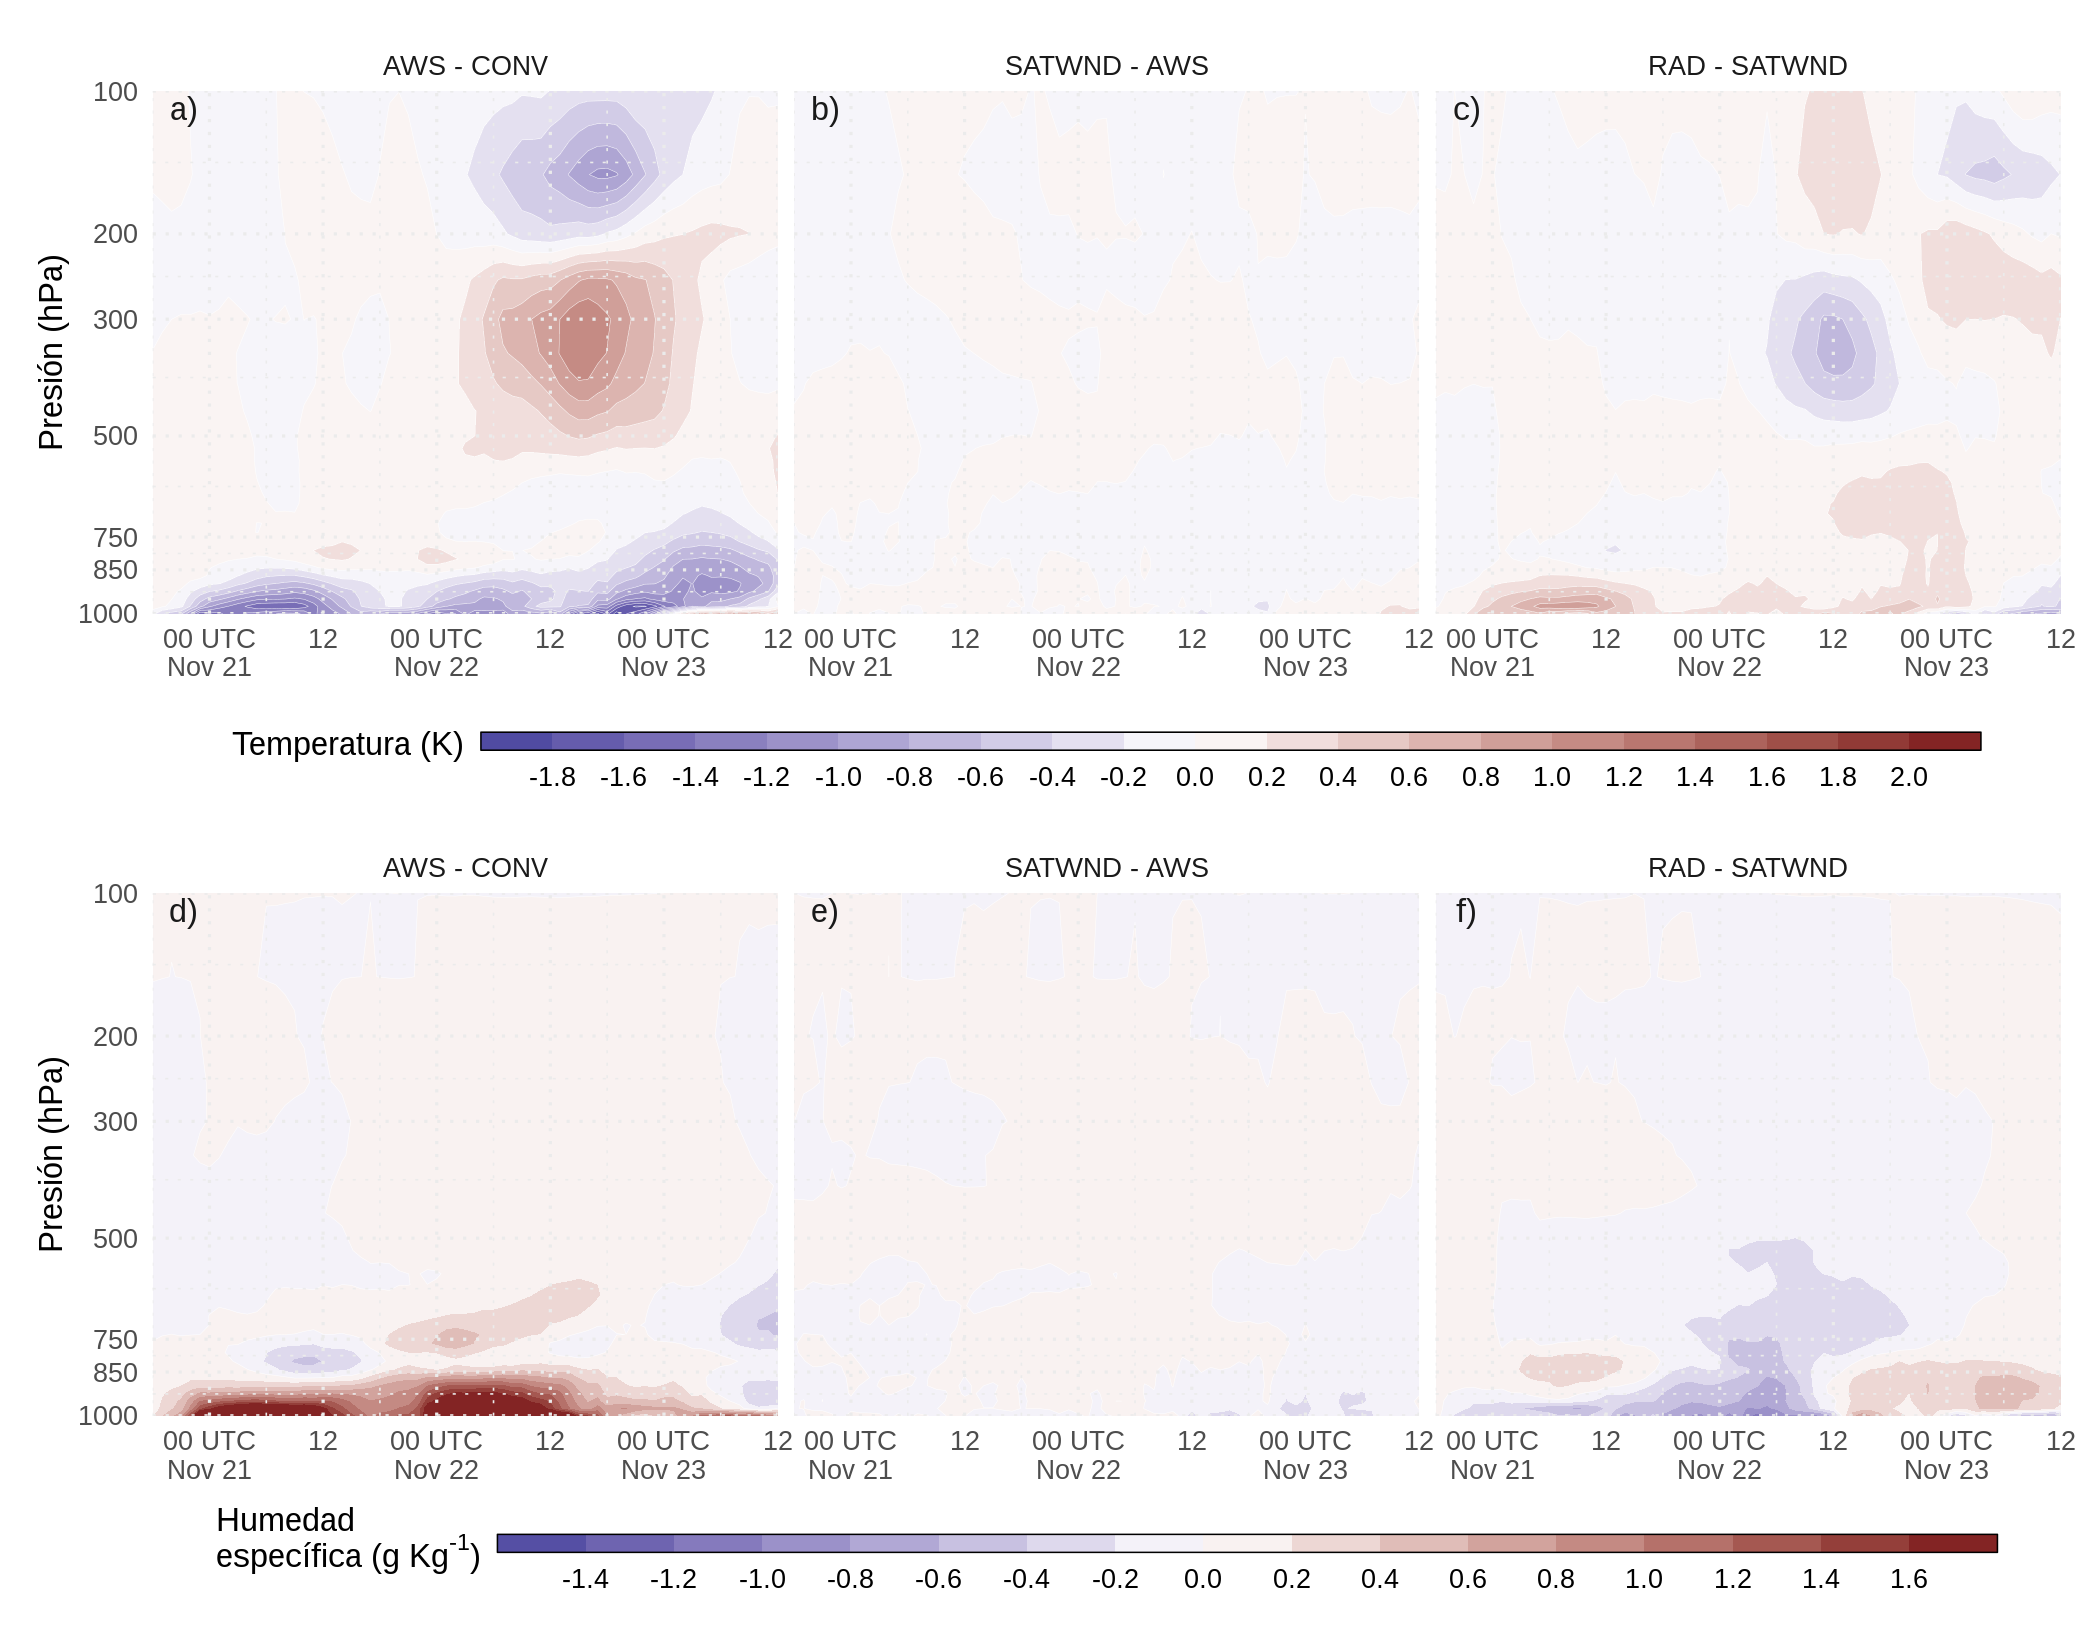 AWS - CONV SATWND - AWS RAD - SATWND
a) b) c)
Presión (hPa)
100
200
300
500
750
850
1000
00 UTC 12 00 UTC 12 00 UTC 12 00 UTC 12 00 UTC 12 00 UTC 12 00 UTC 12 00 UTC 12 00 UTC 12
Nov 21 Nov 22 Nov 23 Nov 21 Nov 22 Nov 23 Nov 21 Nov 22 Nov 23
Temperatura (K)
-1.8 -1.6 -1.4 -1.2 -1.0 -0.8 -0.6 -0.4 -0.2 0.0 0.2 0.4 0.6 0.8 1.0 1.2 1.4 1.6 1.8 2.0
AWS - CONV SATWND - AWS RAD - SATWND
d) e) f)
Presión (hPa)
100
200
300
500
750
850
1000
00 UTC 12 00 UTC 12 00 UTC 12 00 UTC 12 00 UTC 12 00 UTC 12 00 UTC 12 00 UTC 12 00 UTC 12
Nov 21 Nov 22 Nov 23 Nov 21 Nov 22 Nov 23 Nov 21 Nov 22 Nov 23
Humedad
específica (g Kg⁻¹)
-1.4 -1.2 -1.0 -0.8 -0.6 -0.4 -0.2 0.0 0.2 0.4 0.6 0.8 1.0 1.2 1.4 1.6